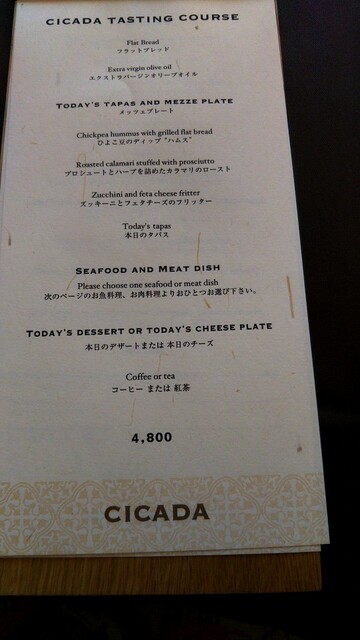 CICADA TASTING COURSE
Flat Bread
フラットブレッド
Extra virgin olive oil
エクストラバージンオリーブオイル
TODAY'S TAPAS AND MEZZE PLATE
メッツェプレート
Chickpea hummus with grilled flat bread
ひよこ豆のディップ "ハムス"
Roasted calamari stuffed with prosciutto
プロシュートとハーブを詰めたカラマリのロースト
Zucchini and feta cheese fritter
ズッキーニとフェタチーズのフリッター
Today's tapas
本日のタパス
SEAFOOD AND MEAT DISH
Please choose one seafood or meat dish
次のページのお魚料理、お肉料理よりおひとつお選び下さい。
TODAY'S DESSERT OR TODAY'S CHEESE PLATE
本日のデザートまたは 本日のチーズ
Coffee or tea
コーヒー または 紅茶
4,800
CICADA